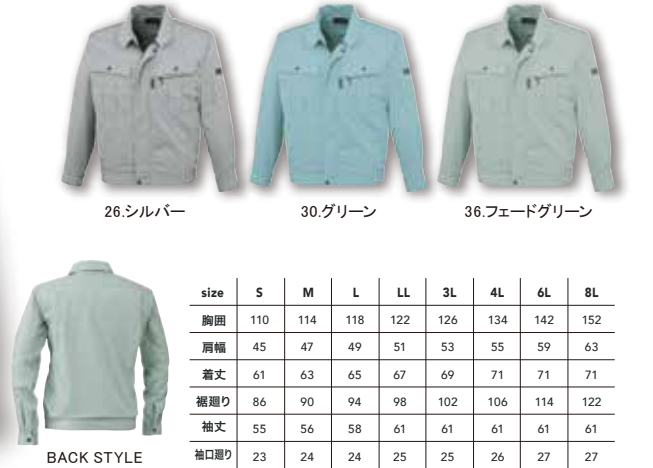 26.シルバー 30.グリーン 36.フェードグリーン
size S M L LL 3L 4L 6L 8L
胸囲 110 114 118 122 126 134 142 152
肩幅 45 47 49 51 53 55 59 63
着丈 61 63 65 67 69 71 71 71
裾廻り 86 90 94 98 102 106 114 122
袖丈 55 56 58 61 61 61 61 61
袖口廻り 23 24 24 25 25 26 27 27
BACK STYLE